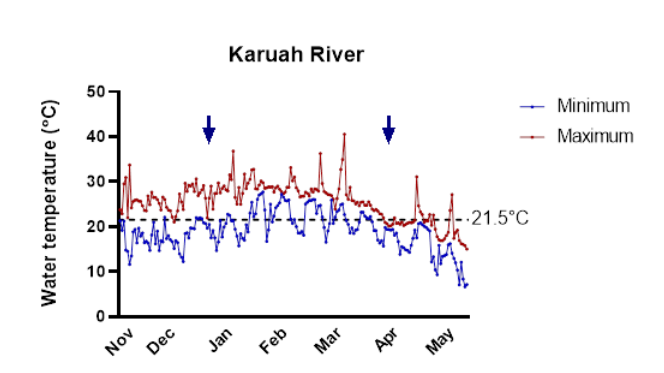 Karuah River
Water temperature (°C)
50
40
30
20
10
0
Nov Dec Jan Feb Mar Apr May
Minimum
Maximum
21.5°C